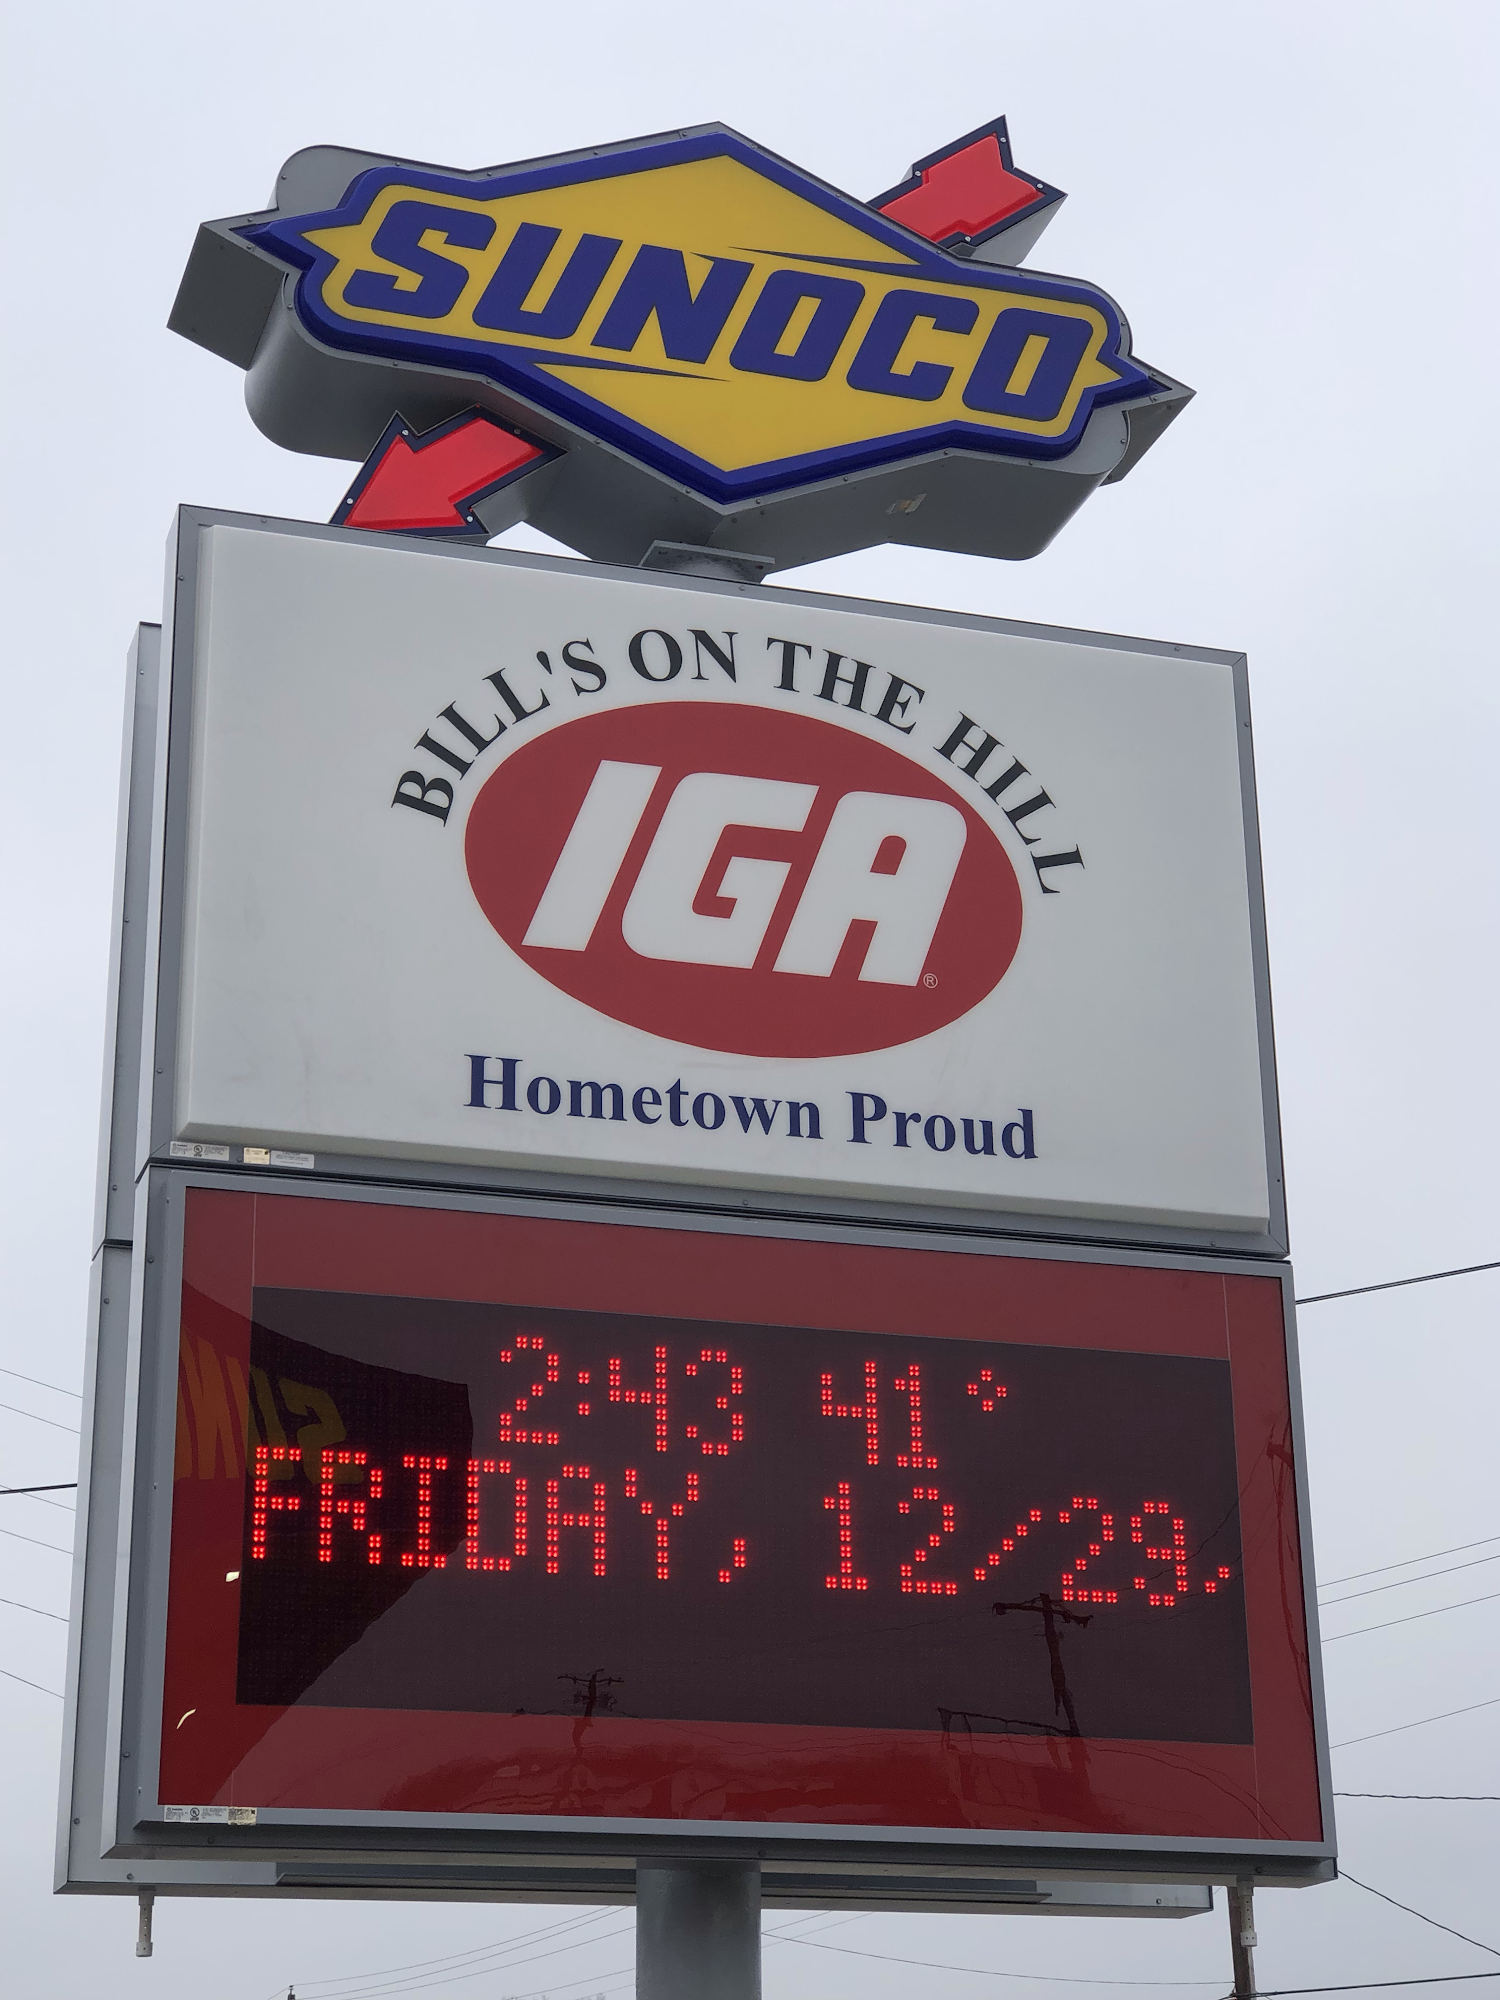 SUNOCO
BILL'S ON THE HILL
IGA®
Hometown Proud
2:43 41°
FRIDAY, 12/29,